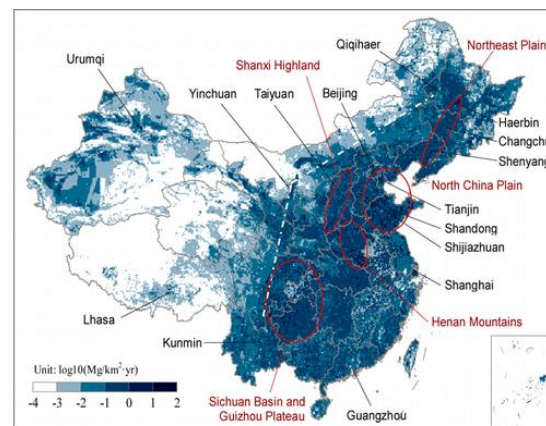 Qiqihaer
Northeast Plain
Urumqi
Shanxi Highland
Yinchuan
Taiyuan
Beijing
Haerbin
Changch
Shenyang
North China Plain
Tianjin
Shandong
Shijiazhuan
Shanghai
Lhasa
Henan Mountains
Kunmin
Unit: log10(Mg/km²·yr)
-4 -3 -2 -1 0 1 2
Sichuan Basin and
Guizhou Plateau
Guangzhou